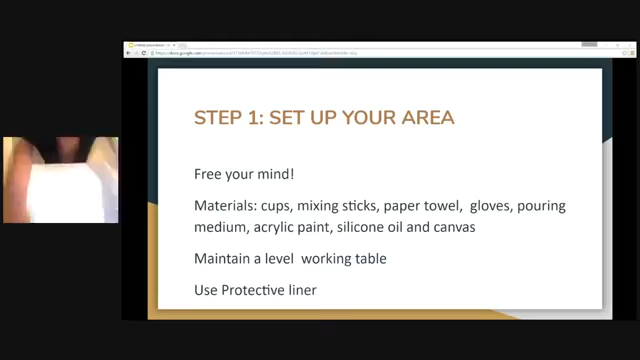 STEP 1: SET UP YOUR AREA
Free your mind!
Materials: cups, mixing sticks, paper towel, gloves, pouring
medium, acrylic paint, silicone oil and canvas
Maintain a level working table
Use Protective liner